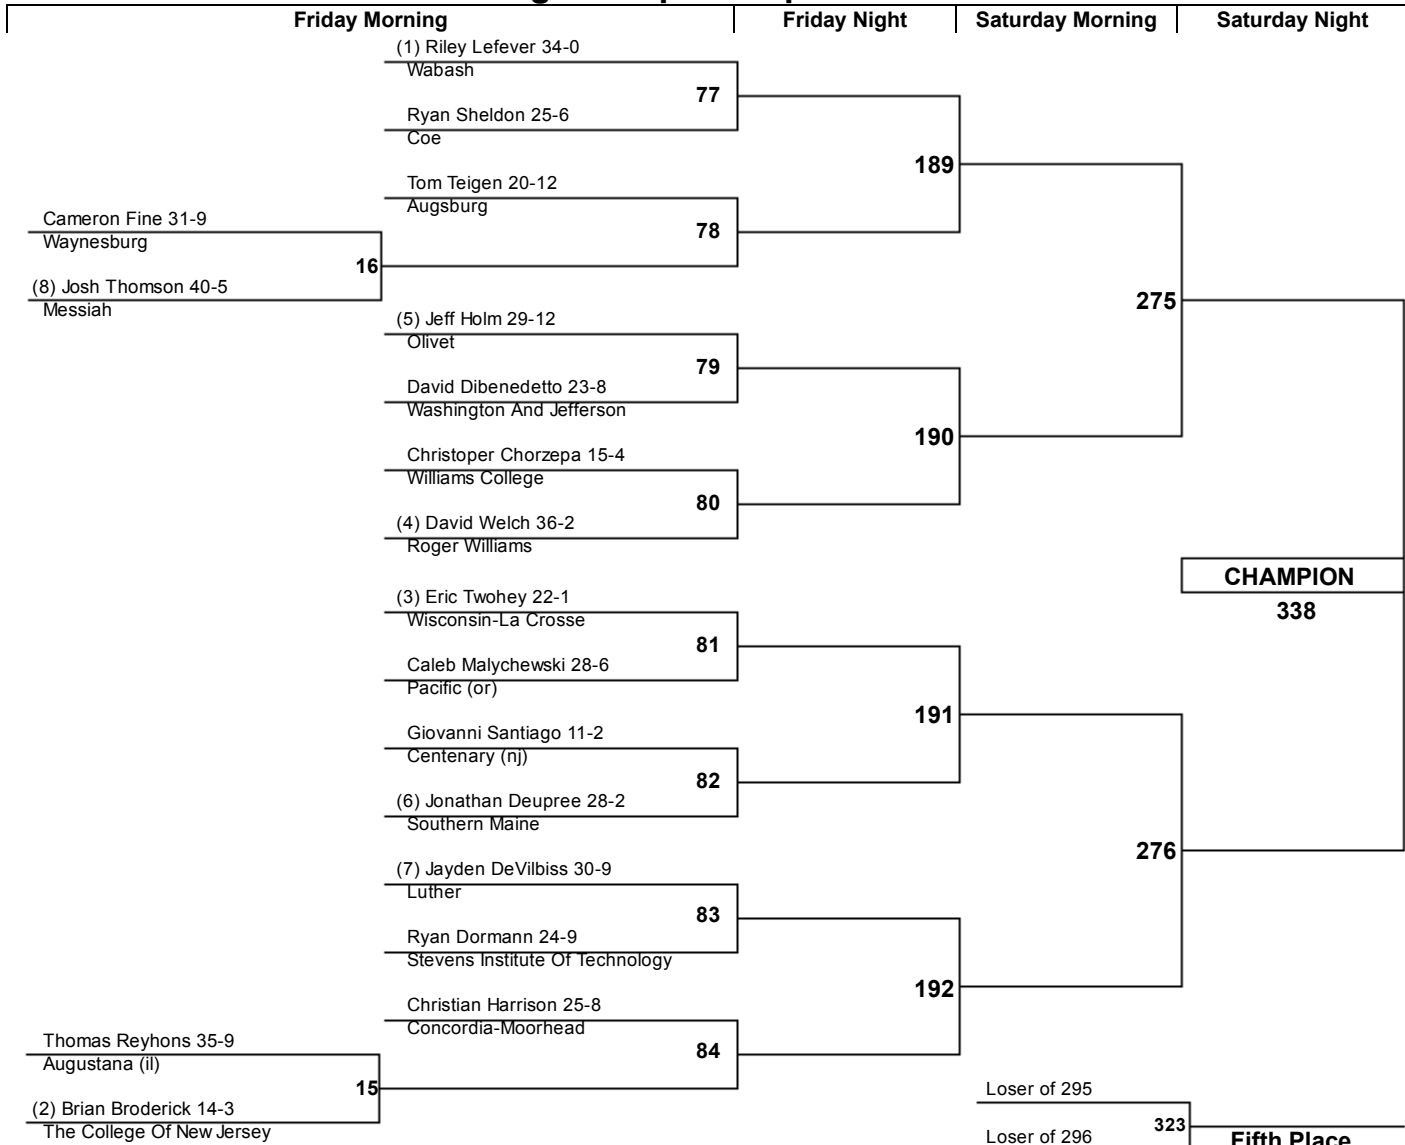 Friday Morning Friday Night Saturday Morning Saturday Night
(1) Riley Lefever 34-0
Wabash
77
Ryan Sheldon 25-6
Coe
189
Tom Teigen 20-12
Augsburg
78
Cameron Fine 31-9
Waynesburg
16
(8) Josh Thomson 40-5
Messiah
275
(5) Jeff Holm 29-12
Olivet
79
David Dibenedetto 23-8
Washington And Jefferson
190
Christoper Chorzepa 15-4
Williams College
80
(4) David Welch 36-2
Roger Williams
CHAMPION
338
(3) Eric Twohey 22-1
Wisconsin-La Crosse
81
Caleb Malychewski 28-6
Pacific (or)
191
Giovanni Santiago 11-2
Centenary (nj)
82
(6) Jonathan Deupree 28-2
Southern Maine
276
(7) Jayden DeVilbiss 30-9
Luther
83
Ryan Dormann 24-9
Stevens Institute Of Technology
192
Christian Harrison 25-8
Concordia-Moorhead
84
Thomas Reyhons 35-9
Augustana (il)
15
(2) Brian Broderick 14-3
The College Of New Jersey
Loser of 295
323
Loser of 296
Fifth Place